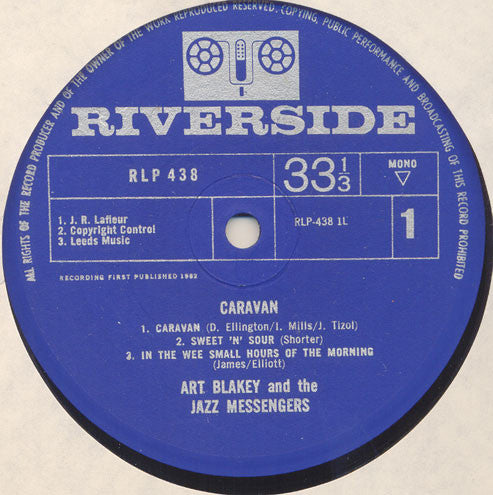 ALL RIGHTS OF THE RECORD PRODUCER AND OF THE OWNER OF THE WORK REPRODUCED RESERVED. COPYING, PUBLIC PERFORMANCE AND BROADCASTING OF THIS RECORD PROHIBITED
RIVERSIDE
RLP 438
33 1/3
MONO
1. J. R. Lafleur
2. Copyright Control
3. Leeds Music
RLP-438 1L
1
RECORDING FIRST PUBLISHED 1962
CARAVAN
1. CARAVAN (D. Ellington/I. Mills/J. Tizol)
2. SWEET 'N' SOUR (Shorter)
3. IN THE WEE SMALL HOURS OF THE MORNING
(James/Elliott)
ART BLAKEY and the
JAZZ MESSENGERS